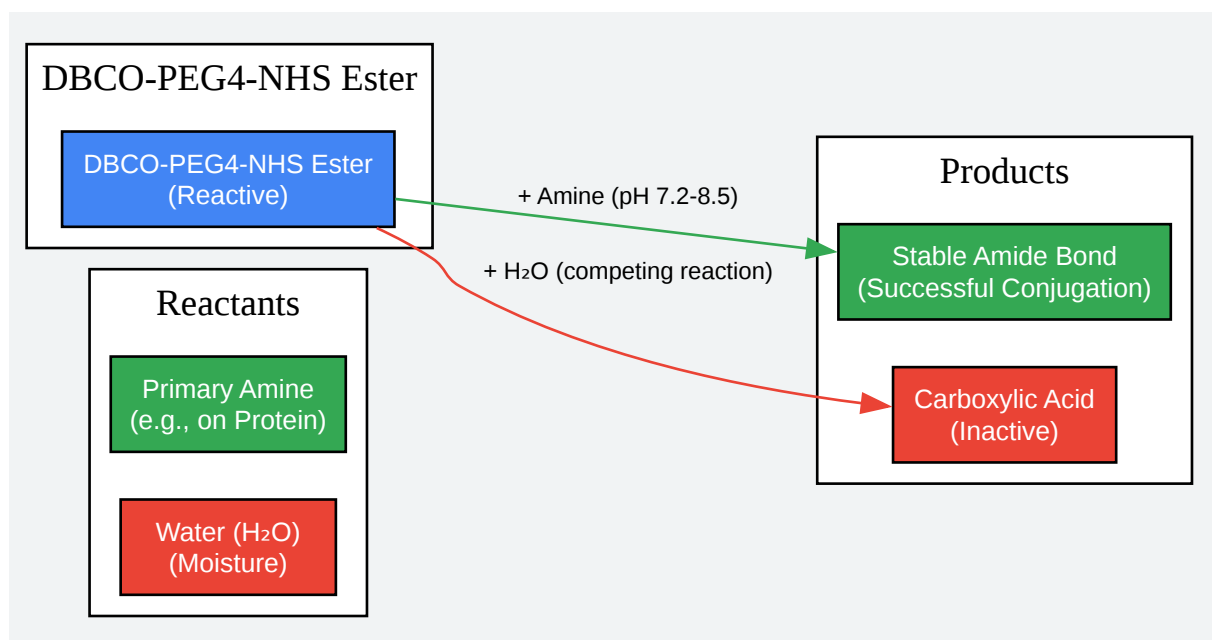 DBCO-PEG4-NHS Ester
DBCO-PEG4-NHS Ester
(Reactive)
Reactants
Primary Amine
(e.g., on Protein)
Water (H₂O)
(Moisture)
+ Amine (pH 7.2-8.5)
+ H₂O (competing reaction)
Products
Stable Amide Bond
(Successful Conjugation)
Carboxylic Acid
(Inactive)